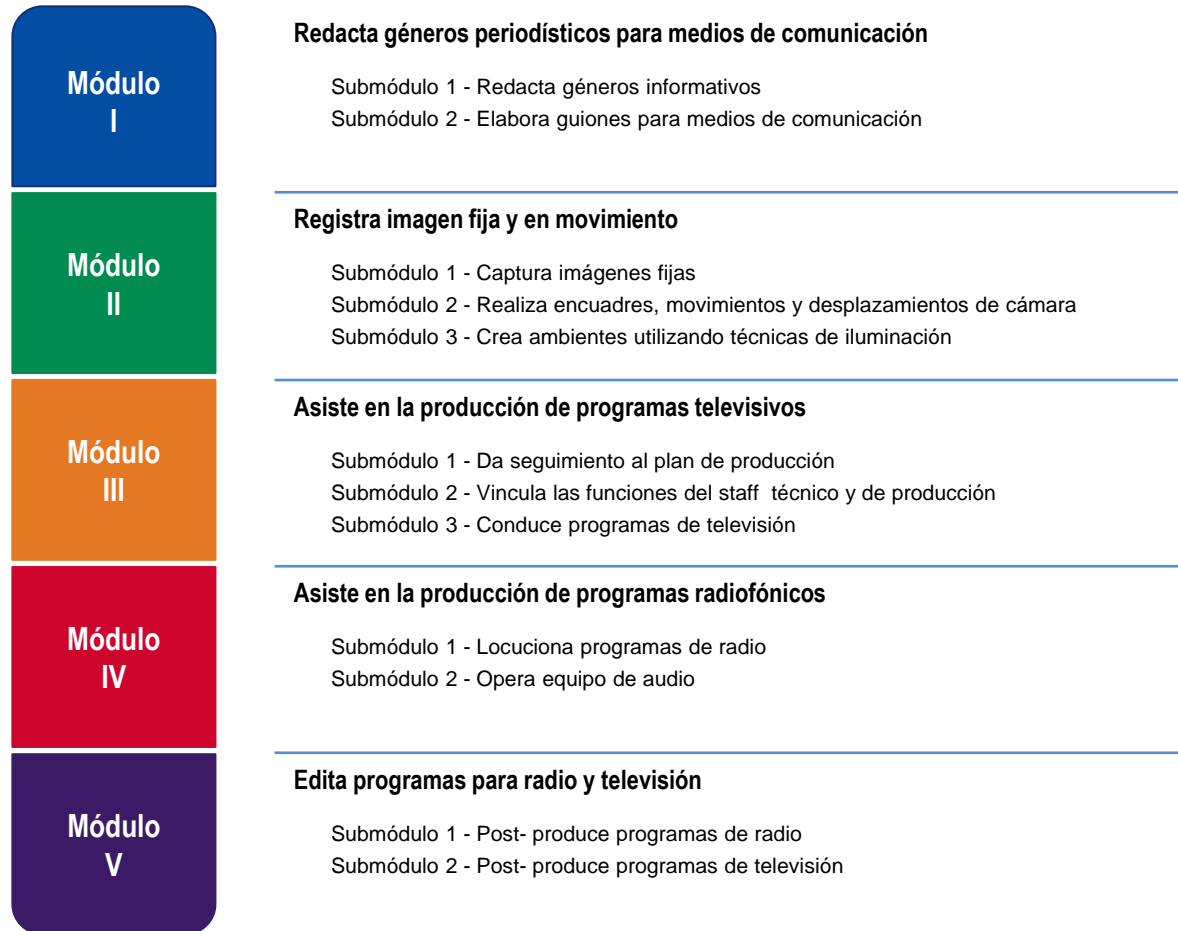 Módulo
I
Redacta géneros periodísticos para medios de comunicación
Submódulo 1 - Redacta géneros informativos
Submódulo 2 - Elabora guiones para medios de comunicación
Módulo
II
Registra imagen fija y en movimiento
Submódulo 1 - Captura imágenes fijas
Submódulo 2 - Realiza encuadres, movimientos y desplazamientos de cámara
Submódulo 3 - Crea ambientes utilizando técnicas de iluminación
Módulo
III
Asiste en la producción de programas televisivos
Submódulo 1 - Da seguimiento al plan de producción
Submódulo 2 - Vincula las funciones del staff  técnico y de producción
Submódulo 3 - Conduce programas de televisión
Módulo
IV
Asiste en la producción de programas radiofónicos
Submódulo 1 - Locuciona programas de radio
Submódulo 2 - Opera equipo de audio
Módulo
V
Edita programas para radio y televisión
Submódulo 1 - Post- produce programas de radio
Submódulo 2 - Post- produce programas de televisión